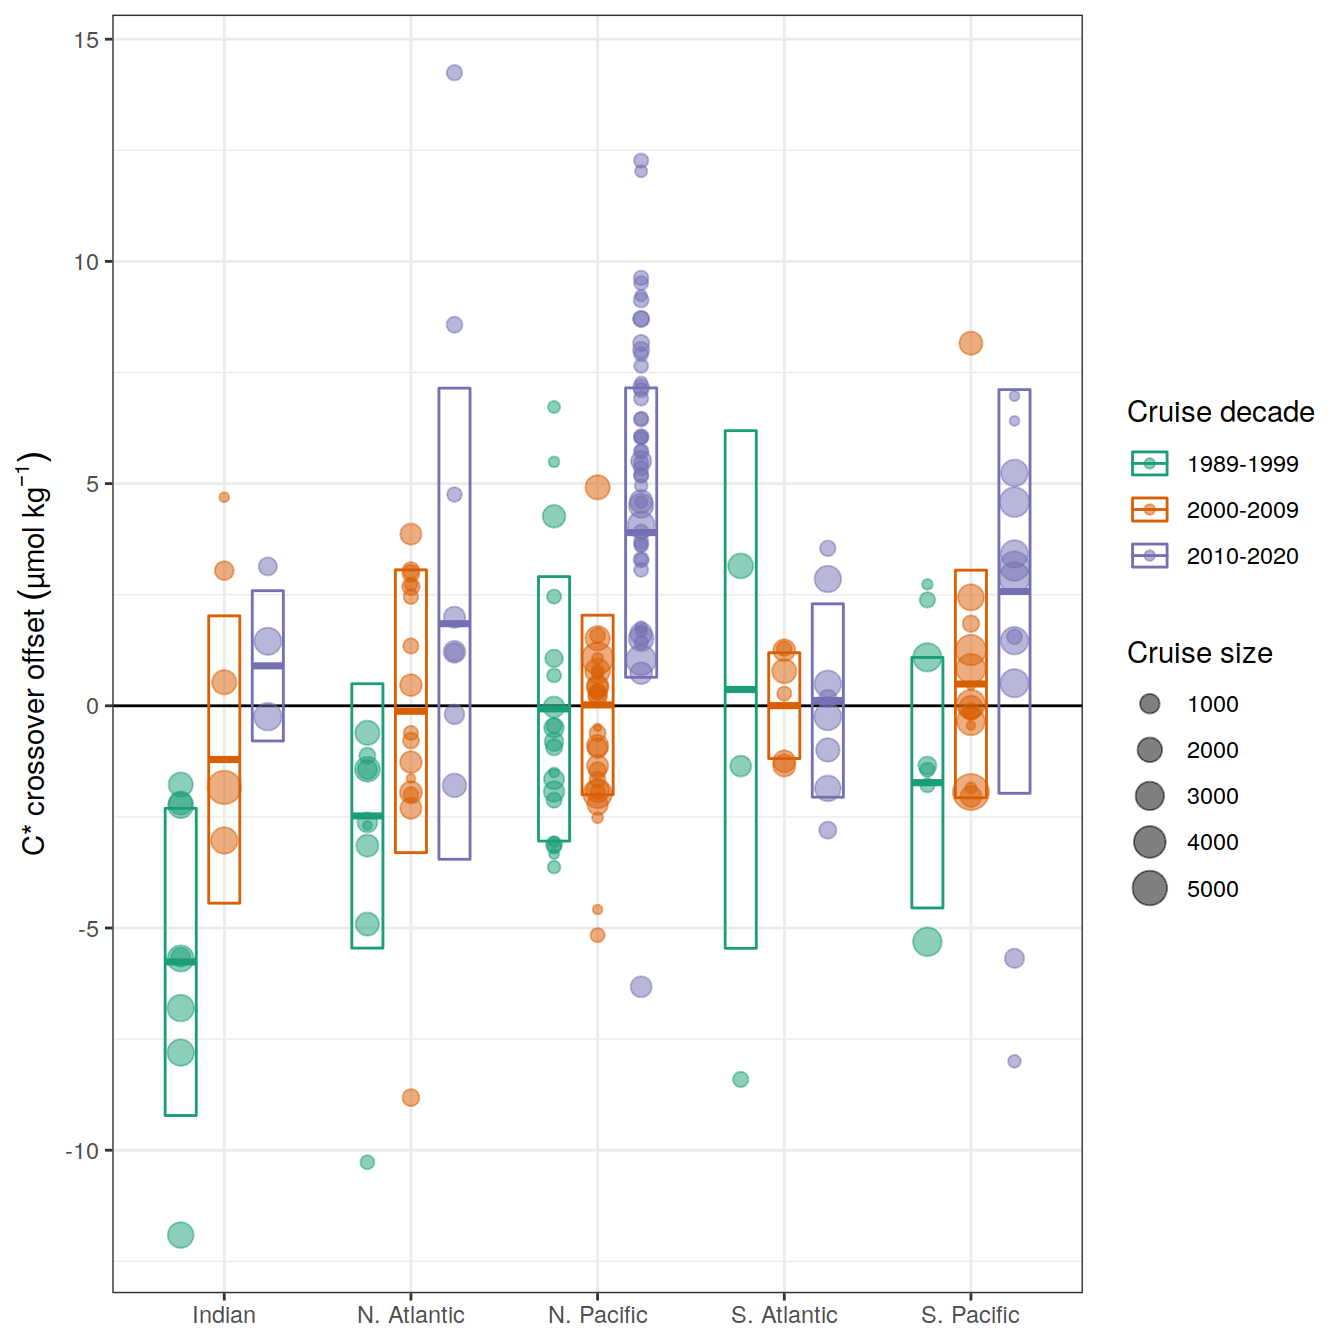 15
10
5
0
-5
-10
C* crossover offset (µmol kg⁻¹)
Indian
N. Atlantic
N. Pacific
S. Atlantic
S. Pacific
Cruise decade
1989-1999
2000-2009
2010-2020
Cruise size
1000
2000
3000
4000
5000